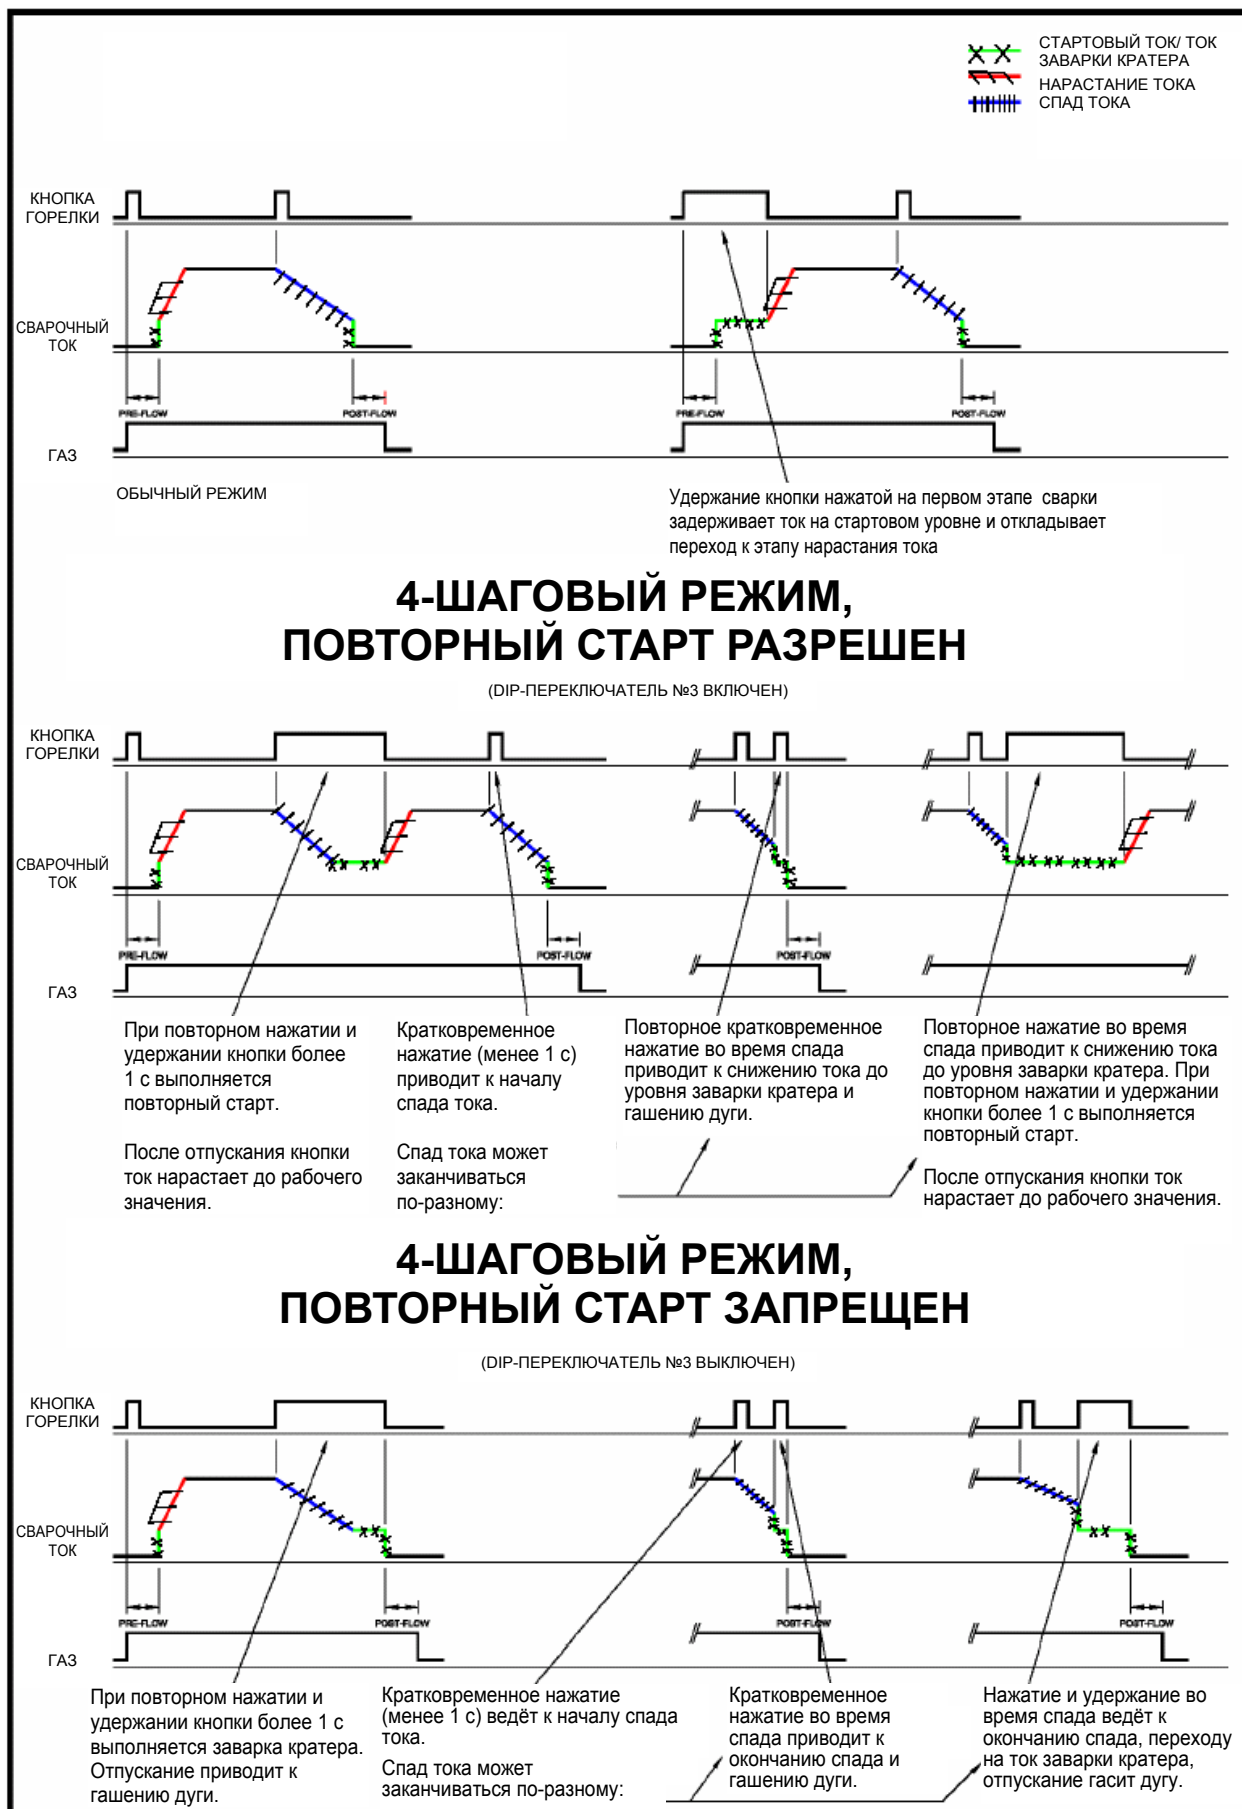 СТАРТОВЫЙ ТОК/ ТОК
ЗАВАРКИ КРАТЕРА
НАРАСТАНИЕ ТОКА
СПАД ТОКА
КНОПКА
ГОРЕЛКИ
СВАРОЧНЫЙ
ТОК
PRE-FLOW
POST-FLOW
PRE-FLOW
POST-FLOW
ГАЗ
ОБЫЧНЫЙ РЕЖИМ
Удержание кнопки нажатой на первом этапе сварки
задерживает ток на стартовом уровне и откладывает
переход к этапу нарастания тока
4-ШАГОВЫЙ РЕЖИМ,
ПОВТОРНЫЙ СТАРТ РАЗРЕШЕН
(DIP-ПЕРЕКЛЮЧАТЕЛЬ №3 ВКЛЮЧЕН)
КНОПКА
ГОРЕЛКИ
СВАРОЧНЫЙ
ТОК
PRE-FLOW
POST-FLOW
POST-FLOW
ГАЗ
При повторном нажатии и
удержании кнопки более
1 с выполняется
повторный старт.
После отпускания кнопки
ток нарастает до рабочего
значения.
Кратковременное
нажатие (менее 1 с)
приводит к началу
спада тока.
Спад тока может
заканчиваться
по-разному:
Повторное кратковременное
нажатие во время спада
приводит к снижению тока до
уровня заварки кратера и
гашению дуги.
Повторное нажатие во время
спада приводит к снижению тока
до уровня заварки кратера. При
повторном нажатии и удержании
кнопки более 1 с выполняется
повторный старт.
После отпускания кнопки ток
нарастает до рабочего значения.
4-ШАГОВЫЙ РЕЖИМ,
ПОВТОРНЫЙ СТАРТ ЗАПРЕЩЕН
(DIP-ПЕРЕКЛЮЧАТЕЛЬ №3 ВЫКЛЮЧЕН)
КНОПКА
ГОРЕЛКИ
СВАРОЧНЫЙ
ТОК
PRE-FLOW
POST-FLOW
POST-FLOW
POST-FLOW
ГАЗ
При повторном нажатии и
удержании кнопки более 1 с
выполняется заварка кратера.
Отпускание приводит к
гашению дуги.
Кратковременное нажатие
(менее 1 с) ведёт к началу спада
тока.
Спад тока может
заканчиваться по-разному:
Кратковременное
нажатие во время
спада приводит к
окончанию спада и
гашению дуги.
Нажатие и удержание во
время спада ведёт к
окончанию спада, переходу
на ток заварки кратера,
отпускание гасит дугу.